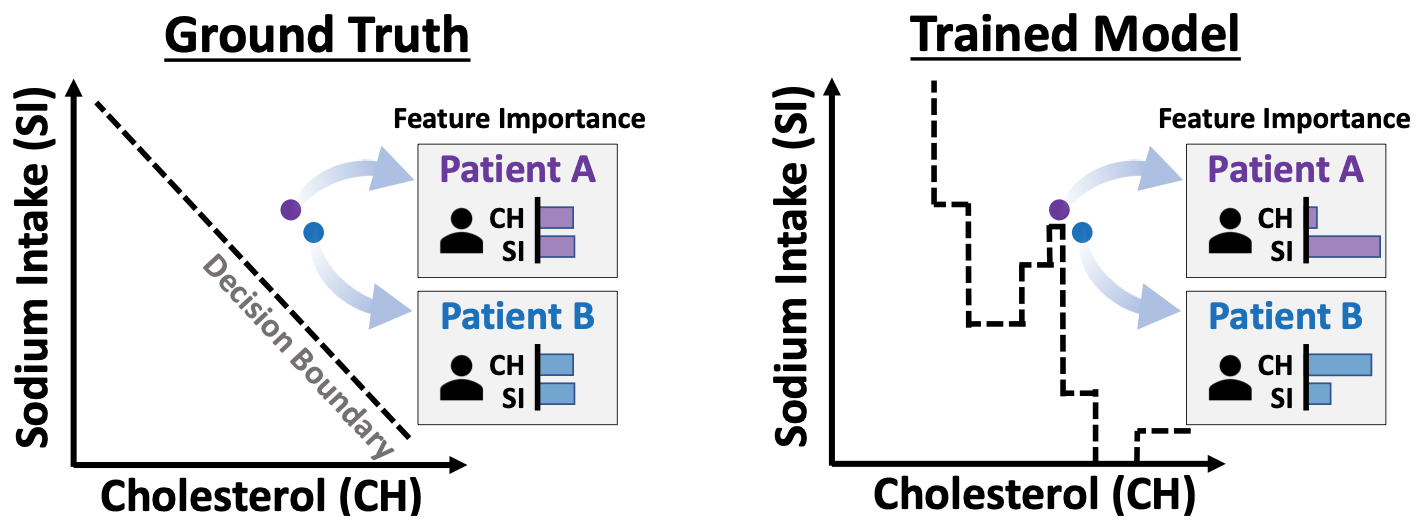 Ground Truth
Sodium Intake (SI)
Cholesterol (CH)
Decision Boundary
Feature Importance
Patient A
CH
SI
Patient B
CH
SI
Trained Model
Sodium Intake (SI)
Cholesterol (CH)
Feature Importance
Patient A
CH
SI
Patient B
CH
SI